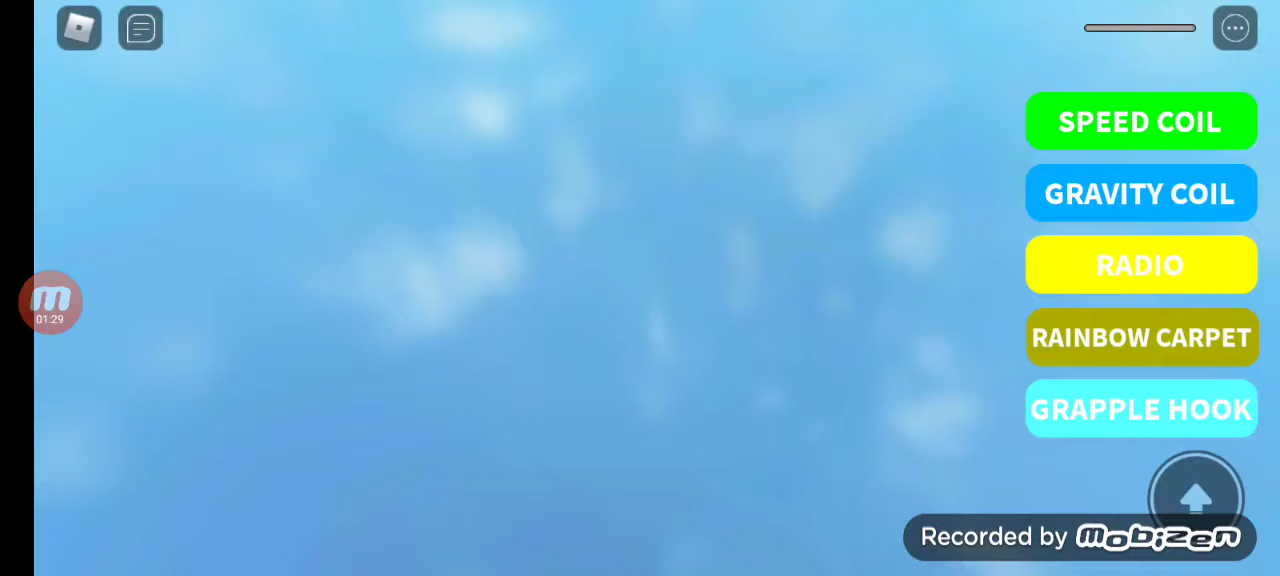 SPEED COIL
GRAVITY COIL
RADIO
m
01:29
RAINBOW CARPET
GRAPPLE HOOK
Recorded by mobizen